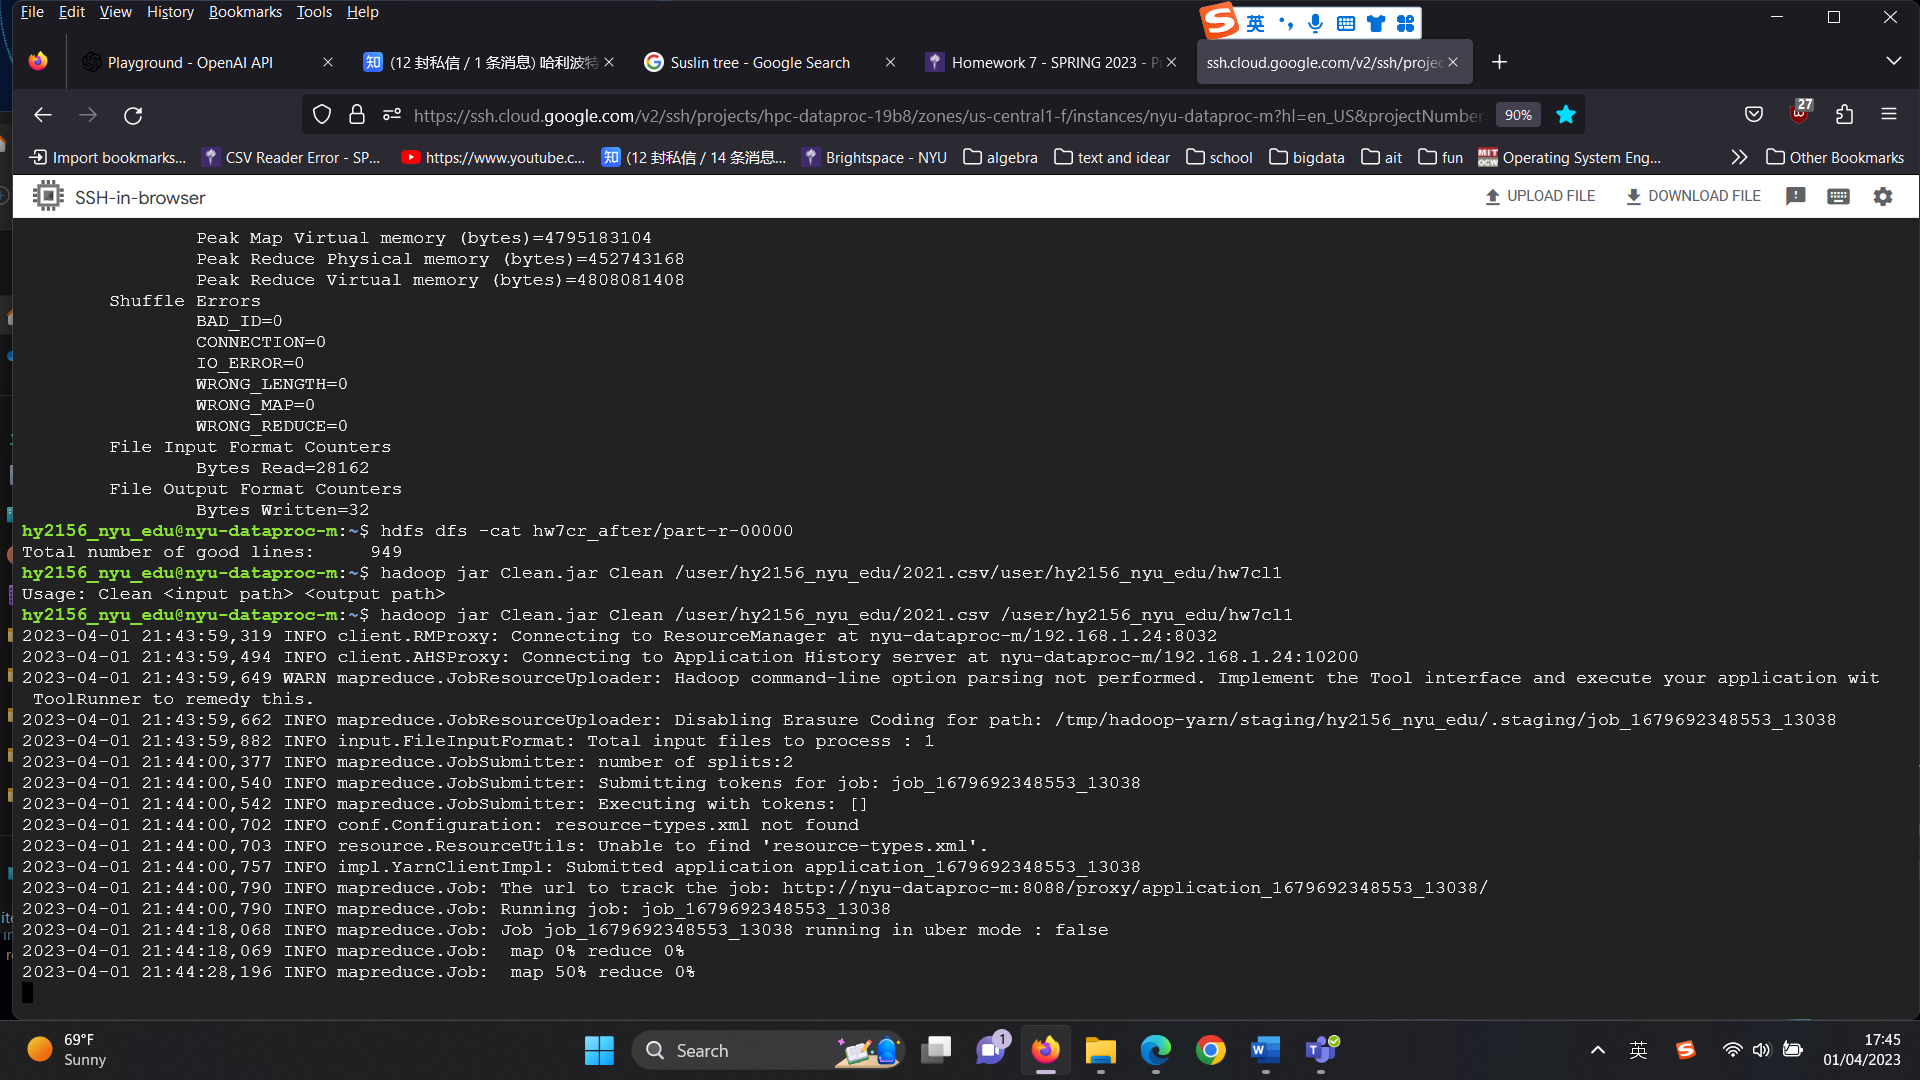 File Edit View History Bookmarks Tools Help
英
Playground - OpenAI API
知 (12 封私信 / 1 条消息) 哈利波特
Suslin tree - Google Search
Homework 7 - SPRING 2023 - P
ssh.cloud.google.com/v2/ssh/projec
https://ssh.cloud.google.com/v2/ssh/projects/hpc-dataproc-19b8/zones/us-central1-f/instances/nyu-dataproc-m?hl=en_US&projectNumber
90%
27
Import bookmarks...
CSV Reader Error - SP...
https://www.youtube.c...
知 (12 封私信 / 14 条消息...
Brightspace - NYU
algebra
text and idear
school
bigdata
ait
fun
MIT OCW Operating System Eng...
Other Bookmarks
SSH-in-browser
UPLOAD FILE
DOWNLOAD FILE
Peak Map Virtual memory (bytes)=4795183104
Peak Reduce Physical memory (bytes)=452743168
Peak Reduce Virtual memory (bytes)=4808081408
Shuffle Errors
BAD_ID=0
CONNECTION=0
IO_ERROR=0
WRONG_LENGTH=0
WRONG_MAP=0
WRONG_REDUCE=0
File Input Format Counters
Bytes Read=28162
File Output Format Counters
Bytes Written=32
hy2156_nyu_edu@nyu-dataproc-m:~$ hdfs dfs -cat hw7cr_after/part-r-00000
Total number of good lines: 949
hy2156_nyu_edu@nyu-dataproc-m:~$ hadoop jar Clean.jar Clean /user/hy2156_nyu_edu/2021.csv/user/hy2156_nyu_edu/hw7cl1
Usage: Clean <input path> <output path>
hy2156_nyu_edu@nyu-dataproc-m:~$ hadoop jar Clean.jar Clean /user/hy2156_nyu_edu/2021.csv /user/hy2156_nyu_edu/hw7cl1
2023-04-01 21:43:59,319 INFO client.RMProxy: Connecting to ResourceManager at nyu-dataproc-m/192.168.1.24:8032
2023-04-01 21:43:59,494 INFO client.AHSProxy: Connecting to Application History server at nyu-dataproc-m/192.168.1.24:10200
2023-04-01 21:43:59,649 WARN mapreduce.JobResourceUploader: Hadoop command-line option parsing not performed. Implement the Tool interface and execute your application wit
ToolRunner to remedy this.
2023-04-01 21:43:59,662 INFO mapreduce.JobResourceUploader: Disabling Erasure Coding for path: /tmp/hadoop-yarn/staging/hy2156_nyu_edu/.staging/job_1679692348553_13038
2023-04-01 21:43:59,882 INFO input.FileInputFormat: Total input files to process : 1
2023-04-01 21:44:00,377 INFO mapreduce.JobSubmitter: number of splits:2
2023-04-01 21:44:00,540 INFO mapreduce.JobSubmitter: Submitting tokens for job: job_1679692348553_13038
2023-04-01 21:44:00,542 INFO mapreduce.JobSubmitter: Executing with tokens: []
2023-04-01 21:44:00,702 INFO conf.Configuration: resource-types.xml not found
2023-04-01 21:44:00,703 INFO resource.ResourceUtils: Unable to find 'resource-types.xml'.
2023-04-01 21:44:00,757 INFO impl.YarnClientImpl: Submitted application application_1679692348553_13038
2023-04-01 21:44:00,790 INFO mapreduce.Job: The url to track the job: http://nyu-dataproc-m:8088/proxy/application_1679692348553_13038/
2023-04-01 21:44:00,790 INFO mapreduce.Job: Running job: job_1679692348553_13038
2023-04-01 21:44:18,068 INFO mapreduce.Job: Job job_1679692348553_13038 running in uber mode : false
2023-04-01 21:44:18,069 INFO mapreduce.Job: map 0% reduce 0%
2023-04-01 21:44:28,196 INFO mapreduce.Job: map 50% reduce 0%
69°F
Sunny
Search
1
英
17:45
01/04/2023